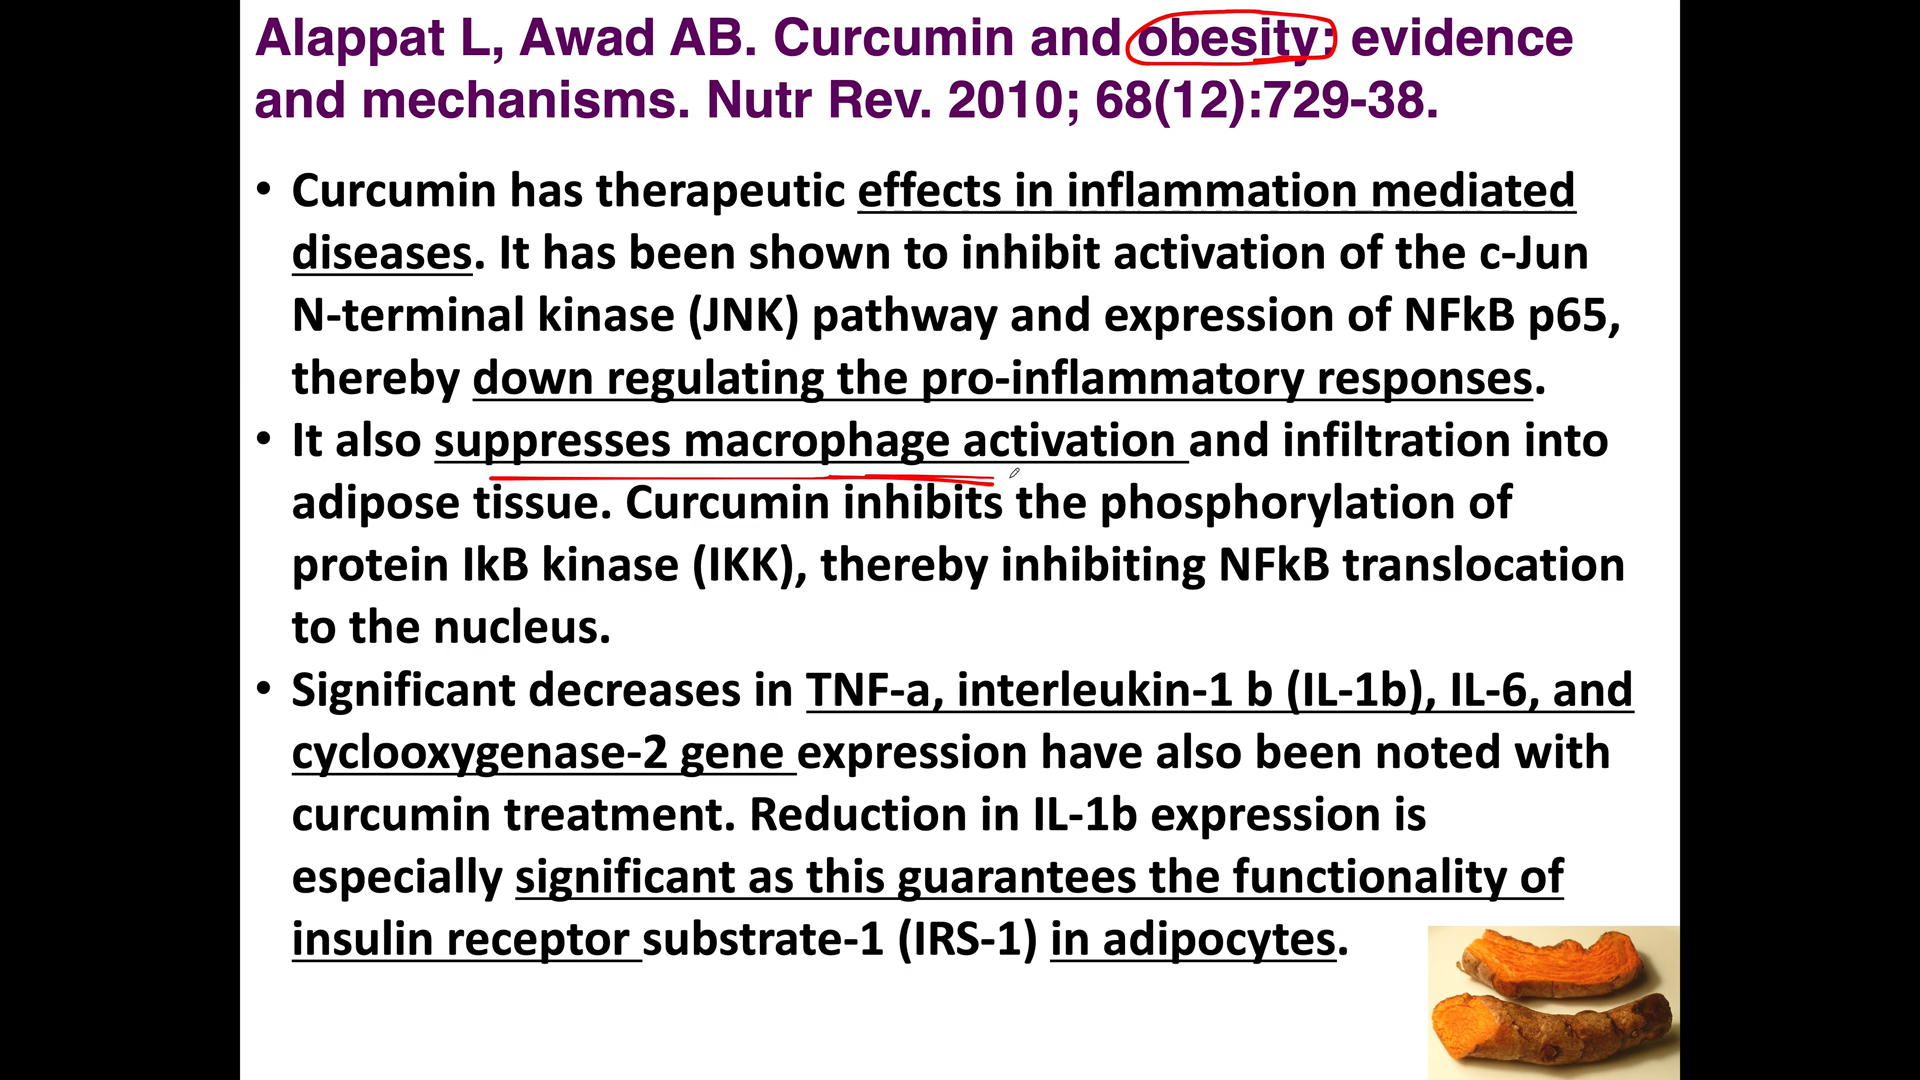 Alappat L, Awad AB. Curcumin and obesity: evidence
and mechanisms. Nutr Rev. 2010; 68(12):729-38.
• Curcumin has therapeutic effects in inflammation mediated
diseases. It has been shown to inhibit activation of the c-Jun
N-terminal kinase (JNK) pathway and expression of NFkB p65,
thereby down regulating the pro-inflammatory responses.
• It also suppresses macrophage activation and infiltration into
adipose tissue. Curcumin inhibits the phosphorylation of
protein IkB kinase (IKK), thereby inhibiting NFkB translocation
to the nucleus.
• Significant decreases in TNF-a, interleukin-1 b (IL-1b), IL-6, and
cyclooxygenase-2 gene expression have also been noted with
curcumin treatment. Reduction in IL-1b expression is
especially significant as this guarantees the functionality of
insulin receptor substrate-1 (IRS-1) in adipocytes.